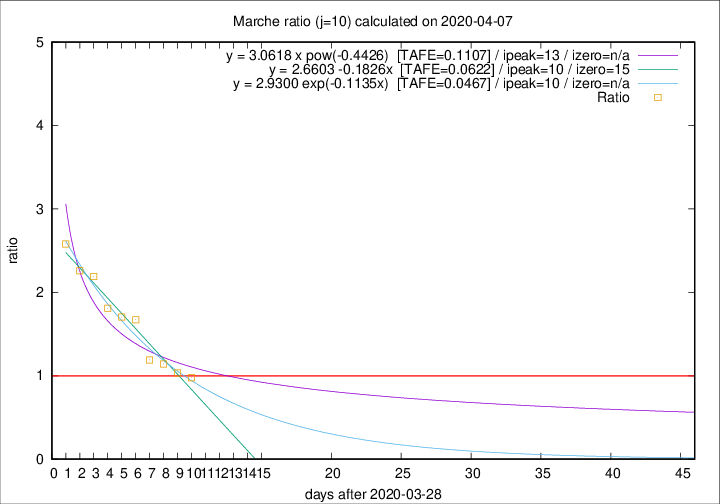 Marche ratio (j=10) calculated on 2020-04-07
y = 3.0618 x pow(-0.4426) [TAFE=0.1107] / ipeak=13 / izero=n/a
y = 2.6603 -0.1826x [TAFE=0.0622] / ipeak=10 / izero=15
y = 2.9300 exp(-0.1135x) [TAFE=0.0467] / ipeak=10 / izero=n/a
Ratio
5
4
3
2
1
0
ratio
0 1 2 3 4 5 6 7 8 9 10 11 12 13 14 15 20 25 30 35 40 45
days after 2020-03-28